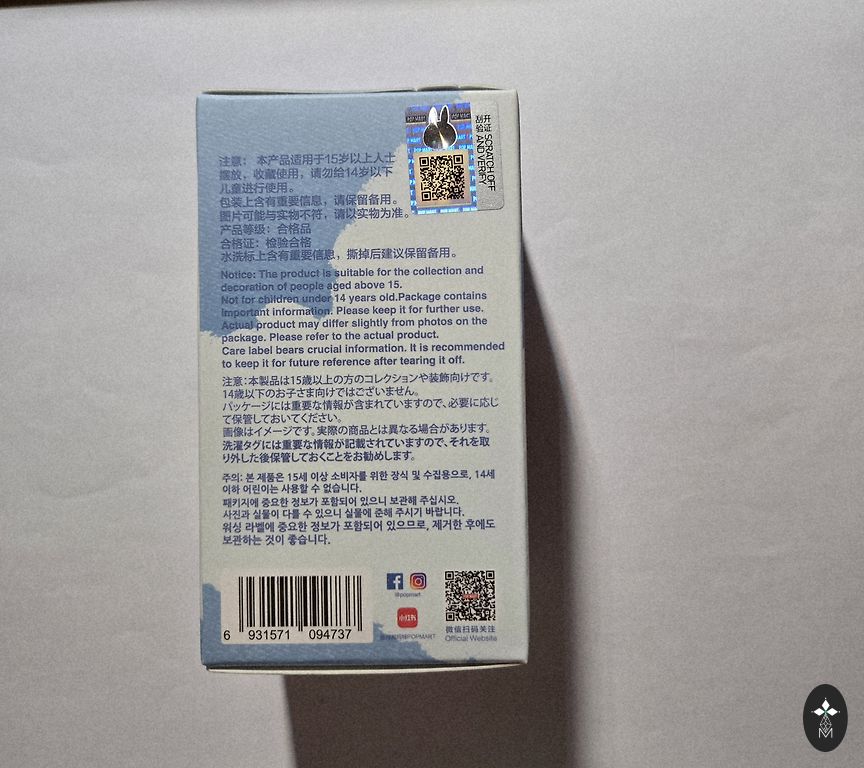 POP MART
开证
刮验
SCRATCH OFF
AND VERIFY
注意： 本产品适用于15岁以上人士
摆放，收藏使用，请勿给14岁以下
儿童进行使用。
包装上含有重要信息，请保留备用。
图片可能与实物不符，请以实物为准。
产品等级：合格品
合格证：检验合格
水洗标上含有重要信息，撕掉后建议保留备用。
Notice: The product is suitable for the collection and
decoration of people aged above 15.
Not for children under 14 years old.Package contains
important information. Please keep it for further use.
Actual product may differ slightly from photos on the
package. Please refer to the actual product.
Care label bears crucial information. It is recommended
to keep it for future reference after tearing it off.
注意：本製品は15歳以上の方のコレクションや装飾向けです。
14歳以下のお子さま向けではございません。
パッケージには重要な情報が含まれていますので、必要に応じ
て保管しておいてください。
画像はイメージです。実際の商品とは異なる場合があります。
洗濯タグには重要な情報が記載されていますので、それを取
り外した後保管しておくことをお勧めします。
주의: 본 제품은 15세 이상 소비자를 위한 장식 및 수집용으로, 14세
이하 어린이는 사용할 수 없습니다.
패키지에 중요한 정보가 포함되어 있으니 보관해 주십시오.
사진과 실물이 다를 수 있으니 실물에 준해 주시기 바랍니다.
워싱 라벨에 중요한 정보가 포함되어 있으므로, 제거한 후에도
보관하는 것이 좋습니다.
6 931571 094737
@popmart
小红书
POPMART
微信扫码关注
Official Website
M